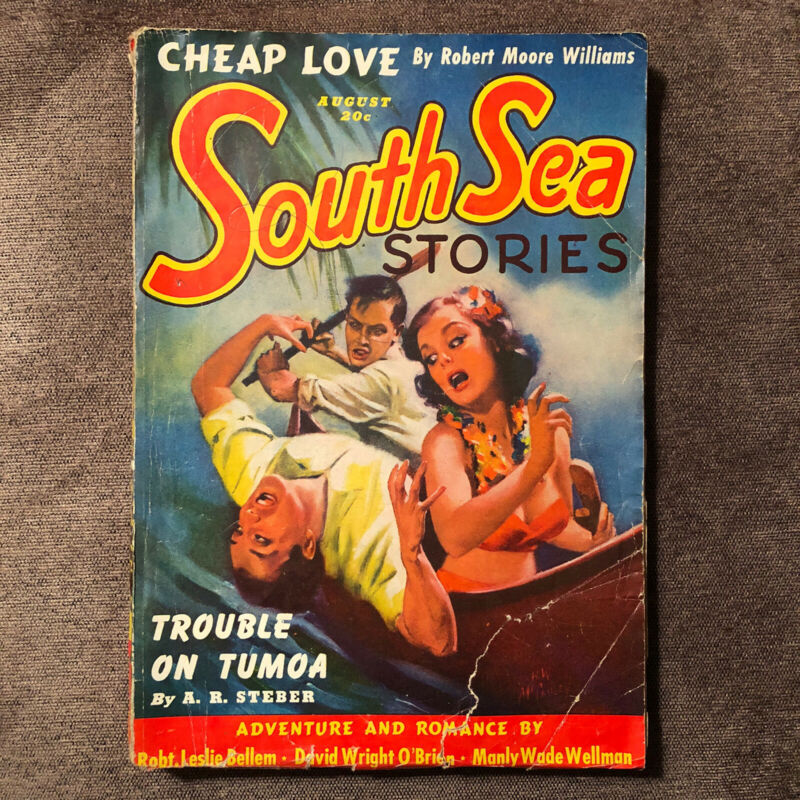 CHEAP LOVE By Robert Moore Williams
AUGUST
20c
South Sea
STORIES
TROUBLE
ON TUMOA
By A. R. STEBER
ADVENTURE AND ROMANCE BY
Robt. Leslie Bellem · David Wright O'Brien · Manly Wade Wellman